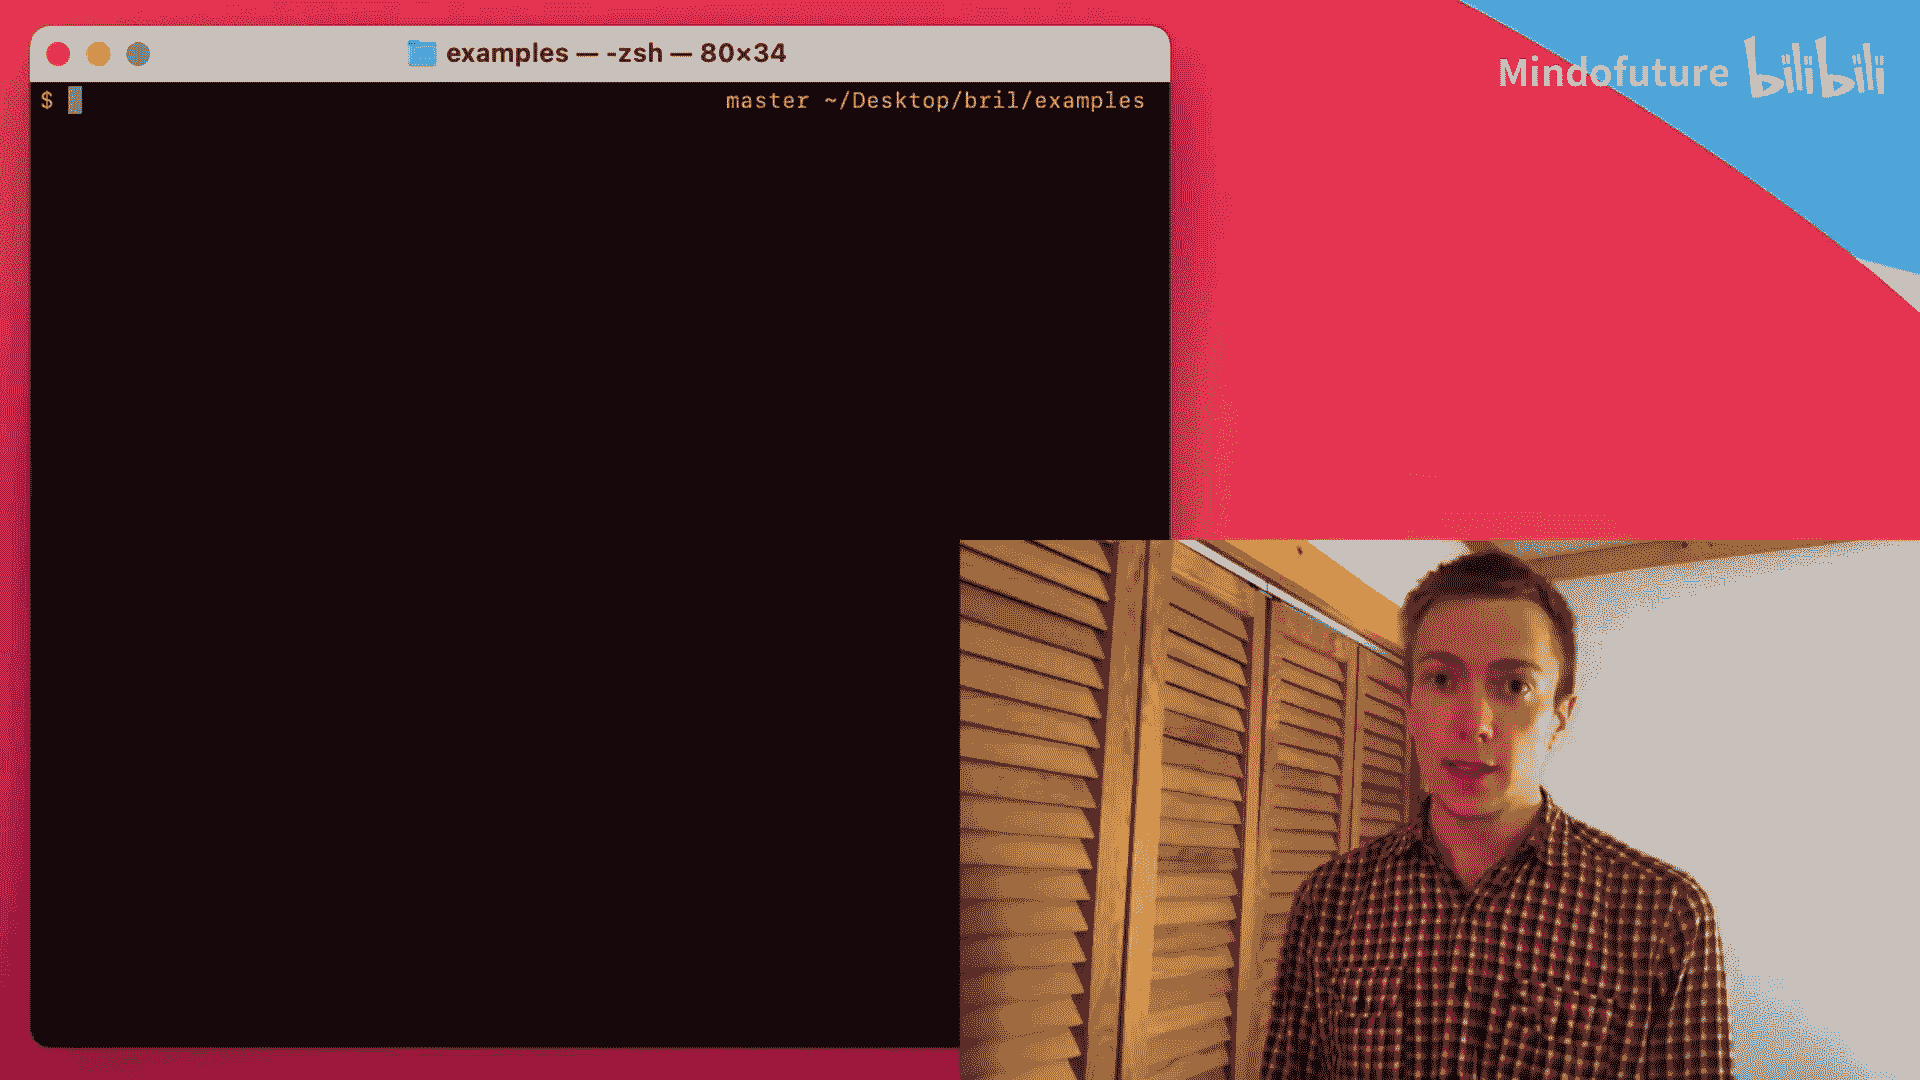 examples — -zsh — 80×34
$ master ~/Desktop/bril/examples
Mindofuture bilibili